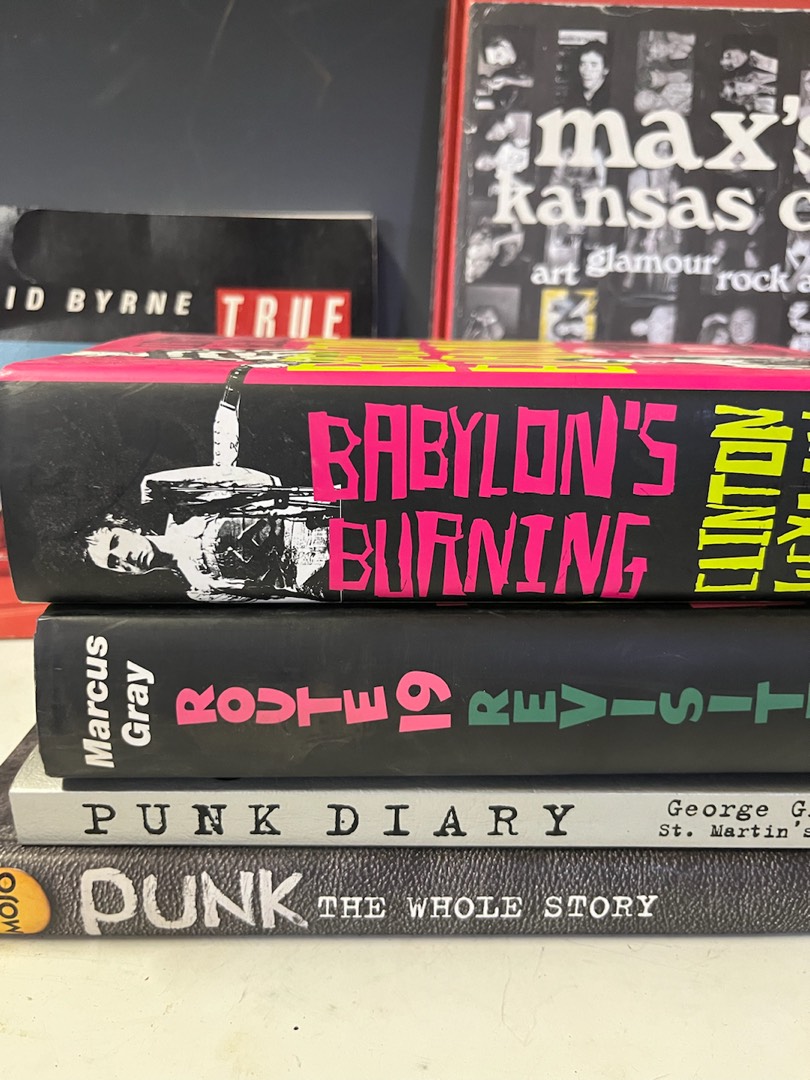 max's
kansas c
art glamour rock a
ID BYRNE
TRUE
BABYLON'S
BURNING
CLINTON
Marcus
Gray
ROUTE 19 REVISIT
PUNK DIARY
George G
St. Martin's
MOJO
PUNK THE WHOLE STORY